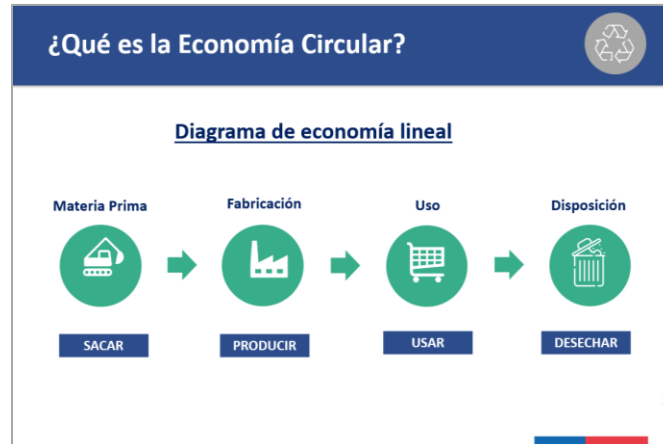 ¿Qué es la Economía Circular?
Diagrama de economía lineal
Materia Prima
Fabricación
Uso
Disposición
SACAR
PRODUCIR
USAR
DESECHAR